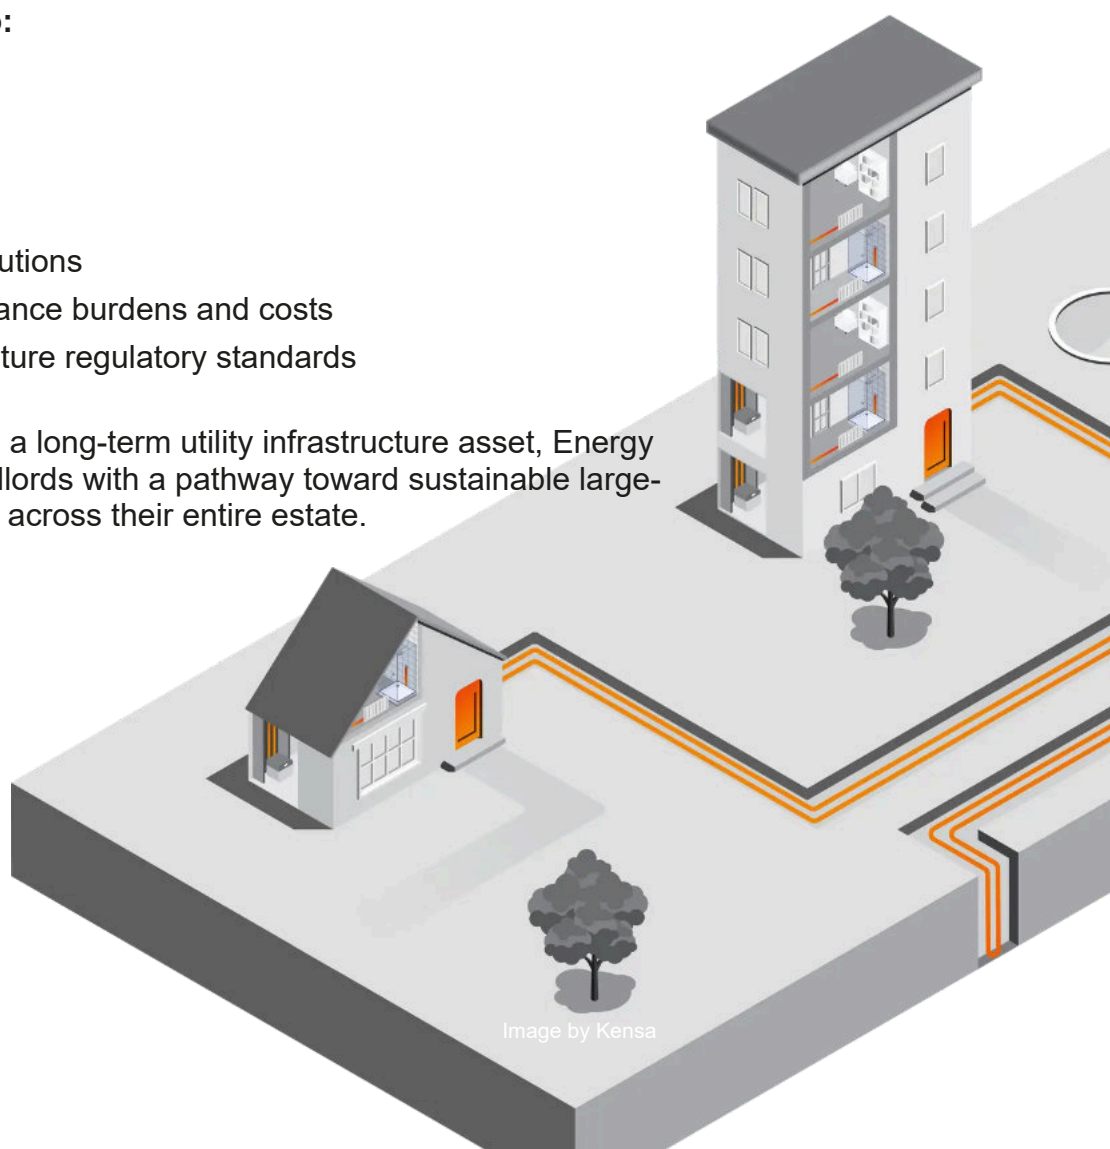 :
utions
ance burdens and costs
ture regulatory standards
a long-term utility infrastructure asset, Energy
llords with a pathway toward sustainable large-
across their entire estate.
Image by Kensa